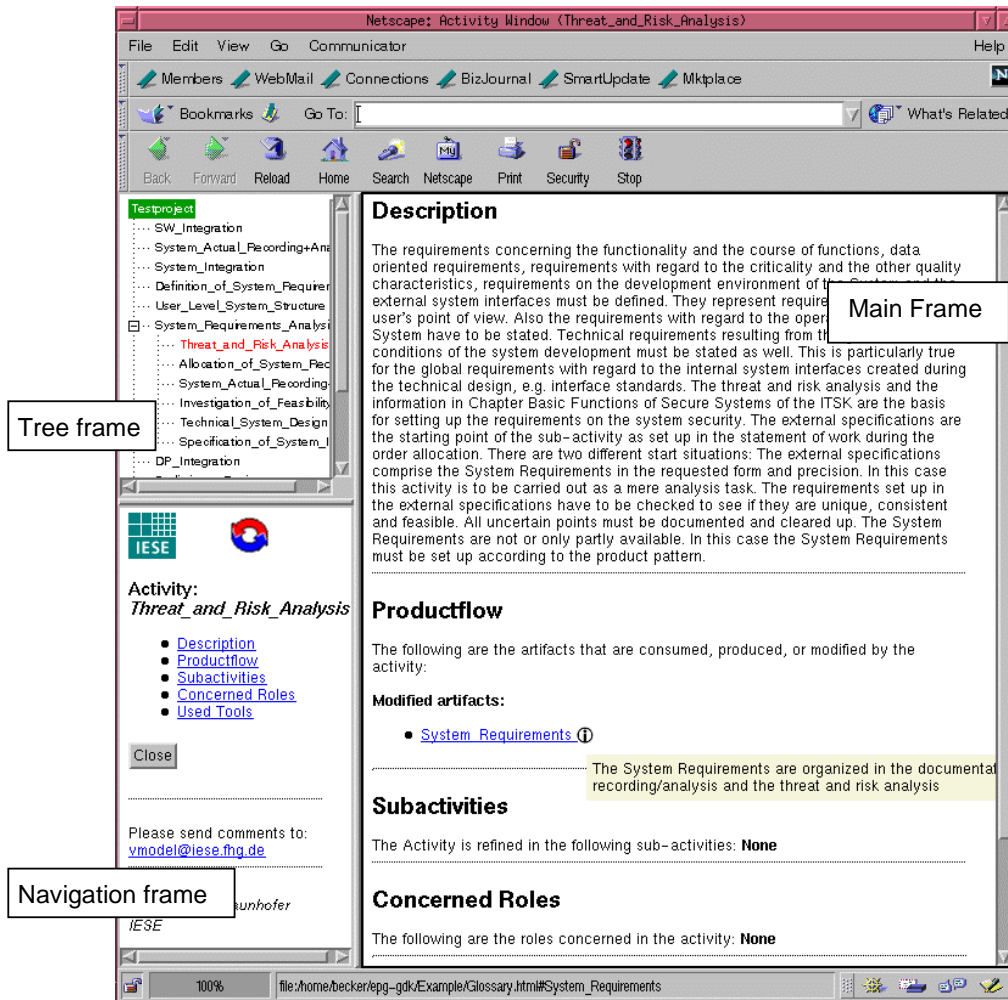 Netscape: Activity Window (Threat_and_Risk_Analysis)
File Edit View Go Communicator Help
Members WebMail Connections BizJournal SmartUpdate Mktplace N
Bookmarks Go To: What's Related
My
Back Forward Reload Home Search Netscape Print Security Stop
Testproject
SW_Integration
System_Actual_Recording+Ana
System_Integration
Definition_of_System_Requirem
User_Level_System_Structure
System_Requirements_Analysi
Threat_and_Risk_Analysis
Allocation_of_System_Rec
System_Actual_Recording-
Investigation_of_Feasibility
Technical_System_Design
Specification_of_System_I
DP_Integration
Tree frame
IESE
Activity:
Threat_and_Risk_Analysis
Description
Productflow
Subactivities
Concerned Roles
Used Tools
Close
Please send comments to:
vmodel@iese.fhg.de
Navigation frame
unhofer
IESE
Description
The requirements concerning the functionality and the course of functions, data
oriented requirements, requirements with regard to the criticality and the other quality
characteristics, requirements on the development environment of the System and the
external system interfaces must be defined. They represent require
user's point of view. Also the requirements with regard to the opera
System have to be stated. Technical requirements resulting from th
conditions of the system development must be stated as well. This is particularly true
for the global requirements with regard to the internal system interfaces created during
the technical design, e.g. interface standards. The threat and risk analysis and the
information in Chapter Basic Functions of Secure Systems of the ITSK are the basis
for setting up the requirements on the system security. The external specifications are
the starting point of the sub-activity as set up in the statement of work during the
order allocation. There are two different start situations: The external specifications
comprise the System Requirements in the requested form and precision. In this case
this activity is to be carried out as a mere analysis task. The requirements set up in
the external specifications have to be checked to see if they are unique, consistent
and feasible. All uncertain points must be documented and cleared up. The System
Requirements are not or only partly available. In this case the System Requirements
must be set up according to the product pattern.
Main Frame
Productflow
The following are the artifacts that are consumed, produced, or modified by the
activity:
Modified artifacts:
System Requirements
The System Requirements are organized in the documentat
recording/analysis and the threat and risk analysis
Subactivities
The Activity is refined in the following sub-activities: None
Concerned Roles
The following are the roles concerned in the activity: None
100% file:/home/becker/epg-gdk/Example/Glossary.html#System_Requirements